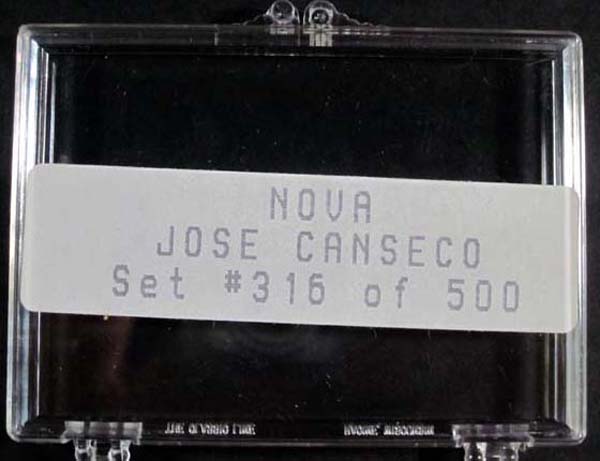 NOVA
JOSE CANSECO
Set #316 of 500